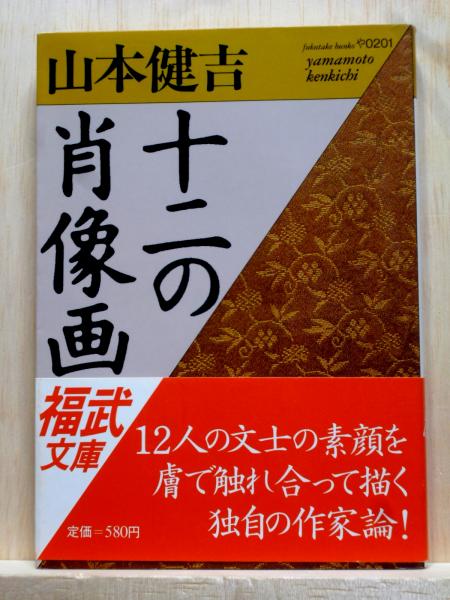 fukutake bunko や0201
yamamoto
kenkichi
山本健吉
十二の
肖像画
福武
文庫
定価=580円
12人の文士の素顔を
膚で触れ合って描く
独自の作家論!